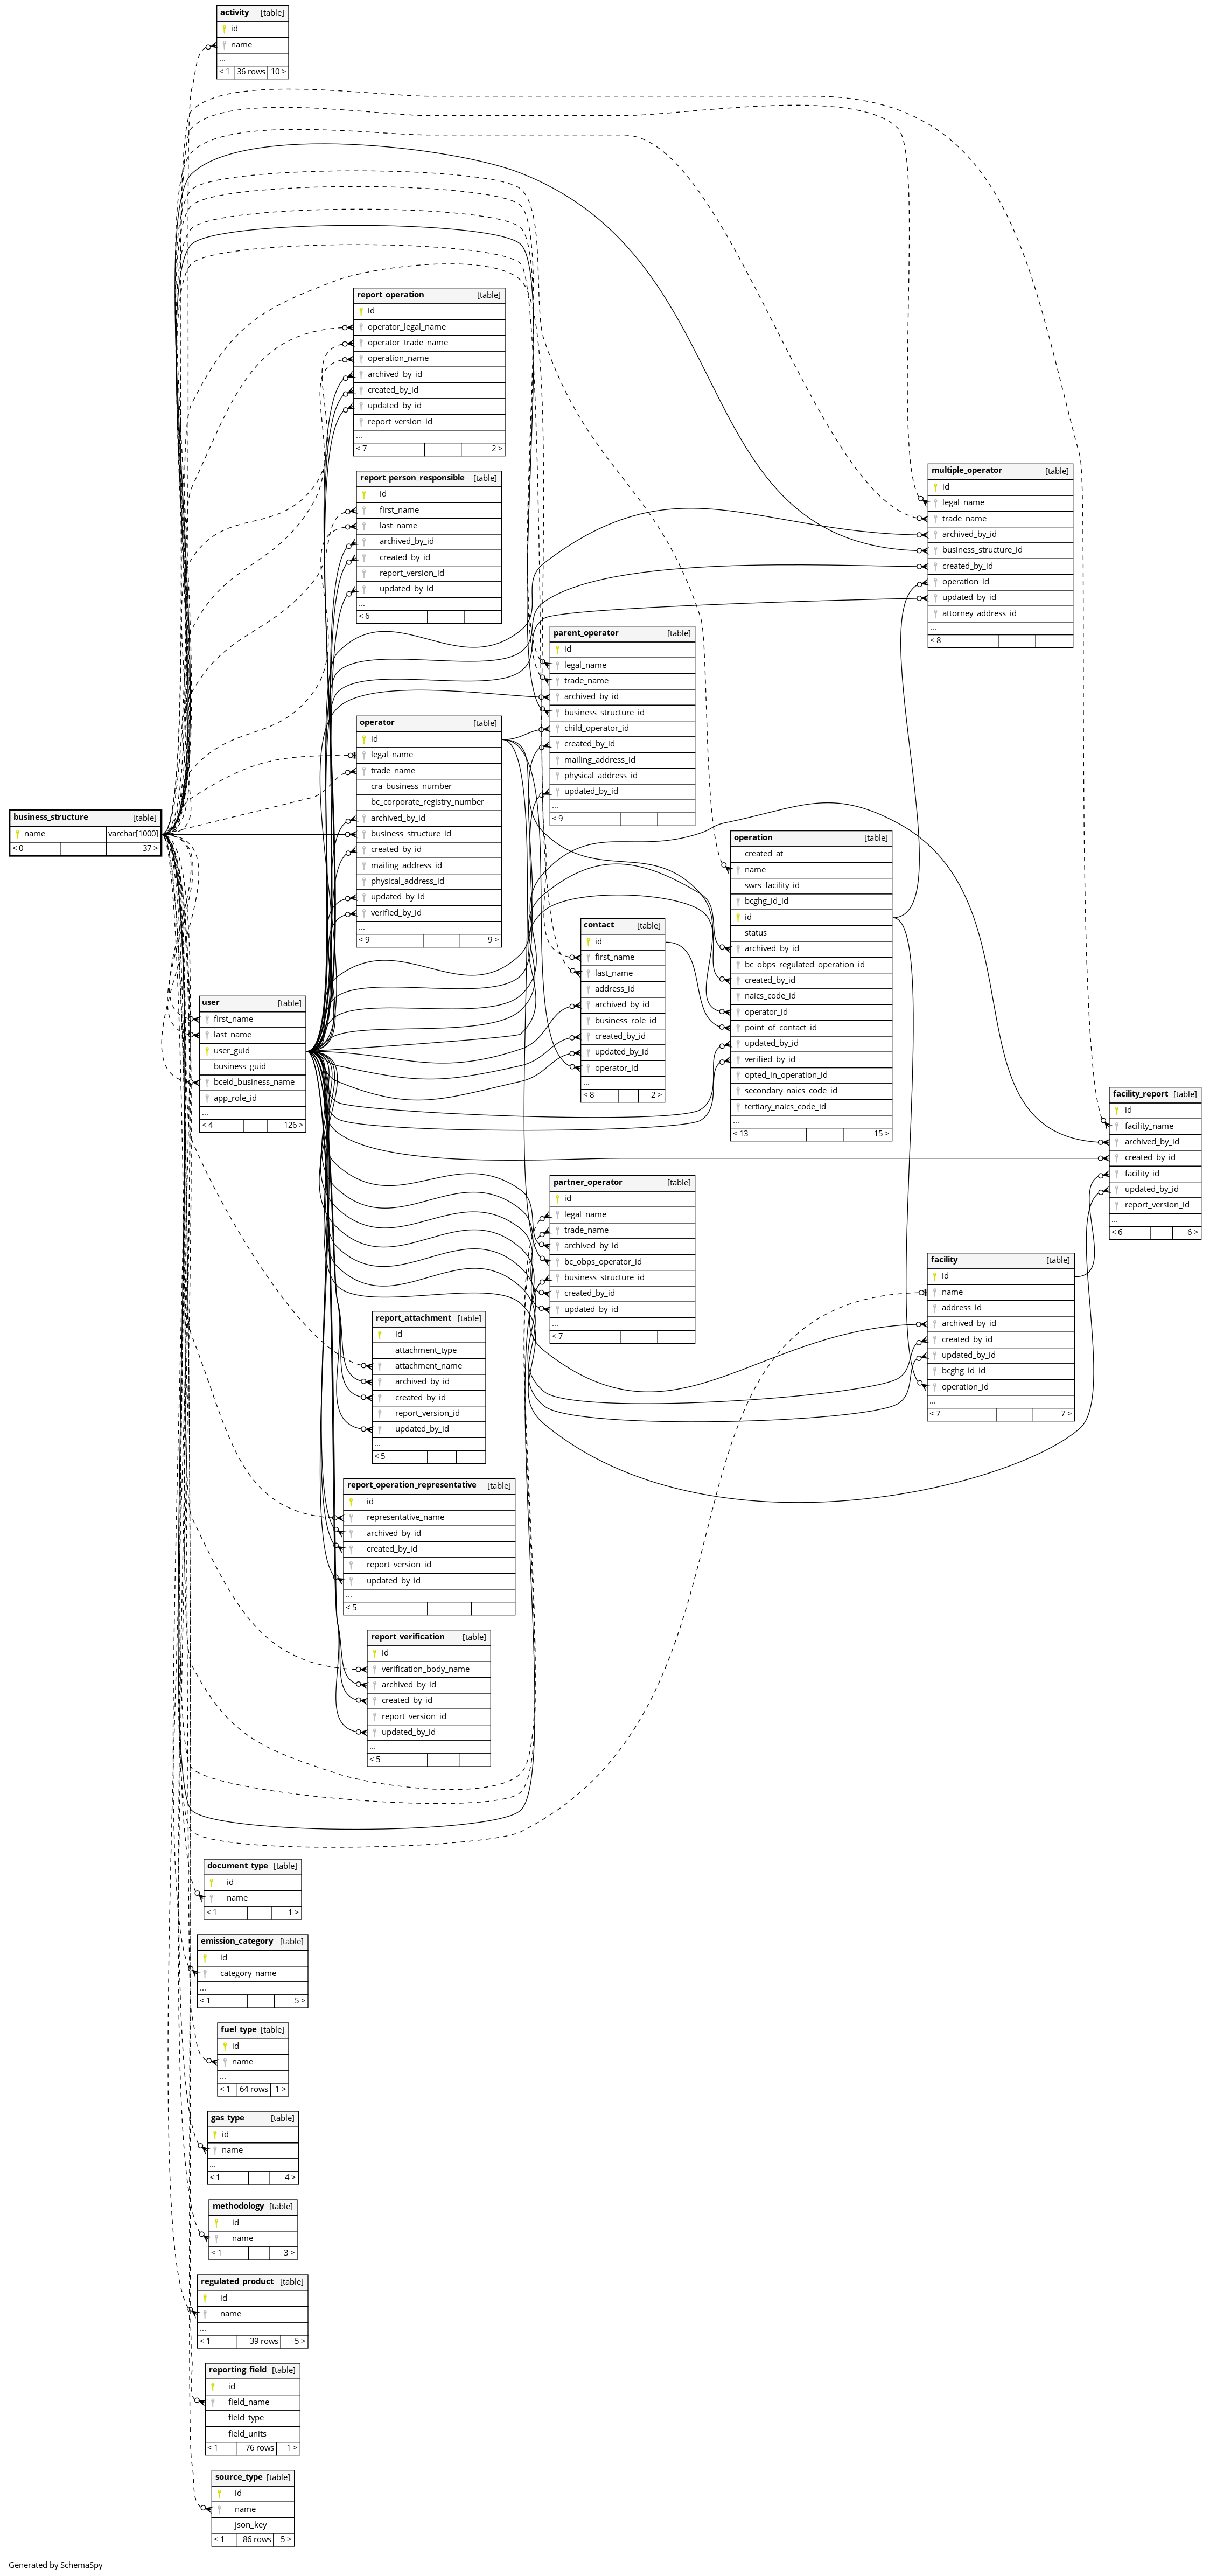 activity [table]
id
name
...
< 1 36 rows 10 >
report_operation [table]
id
operator_legal_name
operator_trade_name
operation_name
archived_by_id
created_by_id
updated_by_id
report_version_id
...
< 7 2 >
multiple_operator [table]
id
legal_name
trade_name
archived_by_id
business_structure_id
created_by_id
operation_id
updated_by_id
attorney_address_id
...
< 8
report_person_responsible [table]
id
first_name
last_name
archived_by_id
created_by_id
report_version_id
updated_by_id
...
< 6
parent_operator [table]
id
legal_name
trade_name
archived_by_id
business_structure_id
child_operator_id
created_by_id
mailing_address_id
physical_address_id
updated_by_id
...
< 9
operator [table]
id
legal_name
trade_name
cra_business_number
bc_corporate_registry_number
archived_by_id
business_structure_id
created_by_id
mailing_address_id
physical_address_id
updated_by_id
verified_by_id
...
< 9 9 >
business_structure [table]
name varchar[1000]
< 0 37 >
operation [table]
created_at
name
swrs_facility_id
bcghg_id_id
id
status
archived_by_id
bc_obps_regulated_operation_id
created_by_id
naics_code_id
operator_id
point_of_contact_id
updated_by_id
verified_by_id
opted_in_operation_id
secondary_naics_code_id
tertiary_naics_code_id
...
< 13 15 >
contact [table]
id
first_name
last_name
address_id
archived_by_id
business_role_id
created_by_id
updated_by_id
operator_id
...
< 8 2 >
user [table]
first_name
last_name
user_guid
business_guid
bceid_business_name
app_role_id
...
< 4 126 >
facility_report [table]
id
facility_name
archived_by_id
created_by_id
facility_id
updated_by_id
report_version_id
...
< 6 6 >
partner_operator [table]
id
legal_name
trade_name
archived_by_id
bc_obps_operator_id
business_structure_id
created_by_id
updated_by_id
...
< 7
facility [table]
id
name
address_id
archived_by_id
created_by_id
updated_by_id
bcghg_id_id
operation_id
...
< 7 7 >
report_attachment [table]
id
attachment_type
attachment_name
archived_by_id
created_by_id
report_version_id
updated_by_id
...
< 5
report_operation_representative [table]
id
representative_name
archived_by_id
created_by_id
report_version_id
updated_by_id
...
< 5
report_verification [table]
id
verification_body_name
archived_by_id
created_by_id
report_version_id
updated_by_id
...
< 5
document_type [table]
id
name
< 1 1 >
emission_category [table]
id
category_name
...
< 1 5 >
fuel_type [table]
id
name
...
< 1 64 rows 1 >
gas_type [table]
id
name
...
< 1 4 >
methodology [table]
id
name
< 1 3 >
regulated_product [table]
id
name
...
< 1 39 rows 5 >
reporting_field [table]
id
field_name
field_type
field_units
< 1 76 rows 1 >
source_type [table]
id
name
json_key
< 1 86 rows 5 >
Generated by SchemaSpy